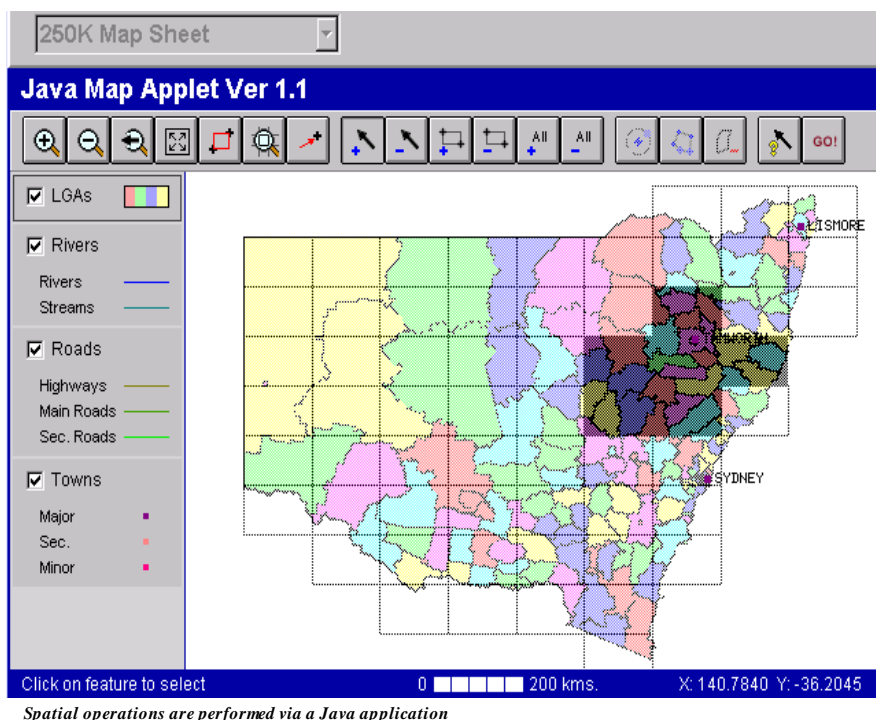 250K Map Sheet
Java Map Applet Ver 1.1
All All GO!
LGAs
Rivers
Rivers
Streams
Roads
Highways
Main Roads
Sec. Roads
Towns
Major
Sec.
Minor
LISMORE
TAMWORTH
SYDNEY
Click on feature to select 0 200 kms. X: 140.7840 Y: -36.2045
Spatial operations are performed via a Java application